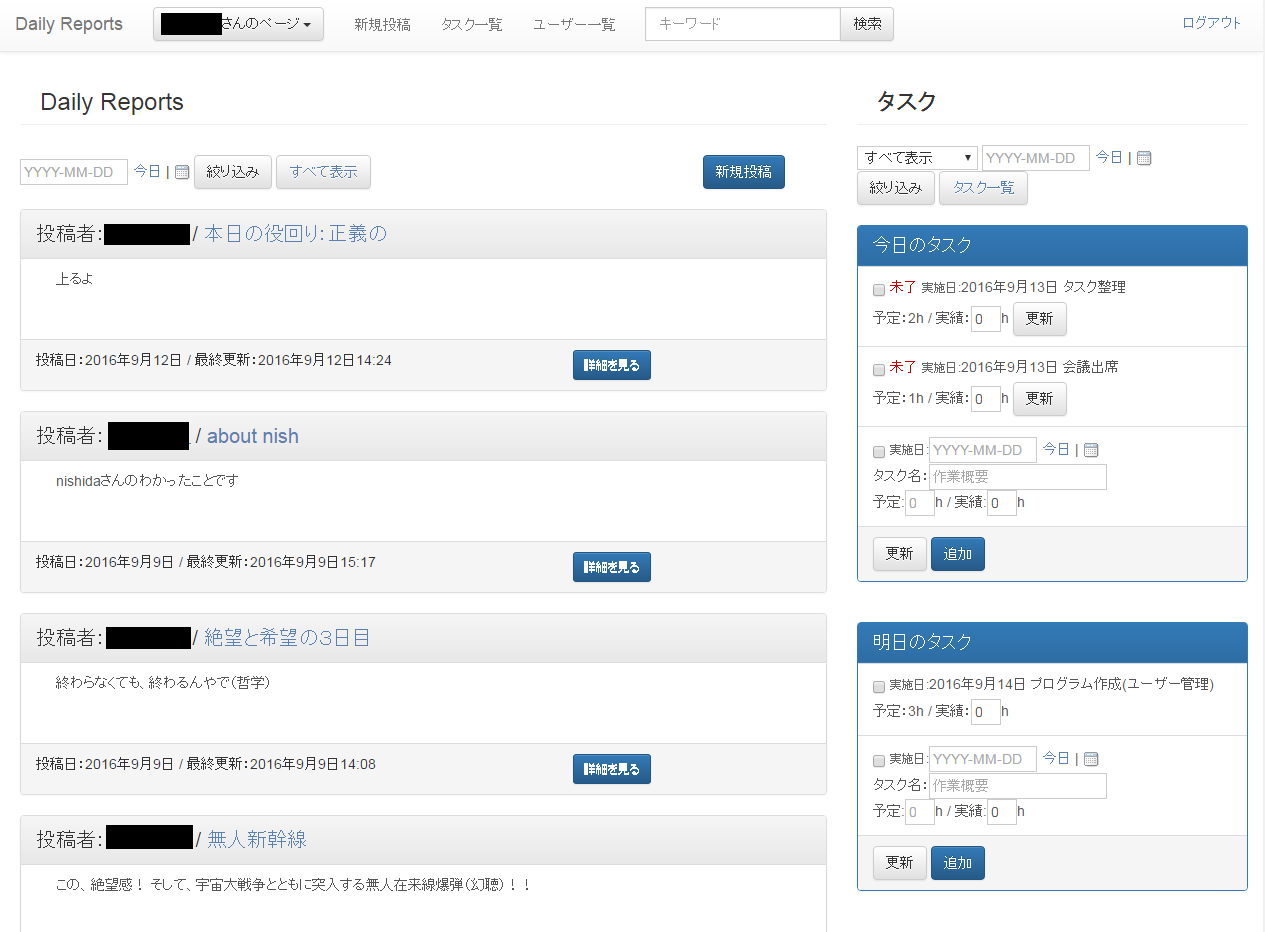 Daily Reports さんのページ 新規投稿 タスク一覧 ユーザー一覧 キーワード 検索 ログアウト
Daily Reports
YYYY-MM-DD 今日 | 絞り込み すべて表示 新規投稿
投稿者: / 本日の役回り: 正義の
上るよ
投稿日:2016年9月12日 / 最終更新:2016年9月12日14:24 詳細を見る
投稿者: / about nish
nishidaさんのわかったことです
投稿日:2016年9月9日 / 最終更新:2016年9月9日15:17 詳細を見る
投稿者: / 絶望と希望の3日目
終わらなくても、終わるんやで(哲学)
投稿日:2016年9月9日 / 最終更新:2016年9月9日14:08 詳細を見る
投稿者: / 無人新幹線
この、絶望感! そして、宇宙大戦争とともに突入する無人在来線爆弾(幻聴)!!
タスク
すべて表示 YYYY-MM-DD 今日 |
絞り込み タスク一覧
今日のタスク
未了 実施日:2016年9月13日 タスク整理
予定:2h / 実績: 0 h 更新
未了 実施日:2016年9月13日 会議出席
予定:1h / 実績: 0 h 更新
実施日: YYYY-MM-DD 今日 |
タスク名: 作業概要
予定: 0 h / 実績: 0 h
更新 追加
明日のタスク
実施日:2016年9月14日 プログラム作成(ユーザー管理)
予定:3h / 実績: 0 h
実施日: YYYY-MM-DD 今日 |
タスク名: 作業概要
予定: 0 h / 実績: 0 h
更新 追加